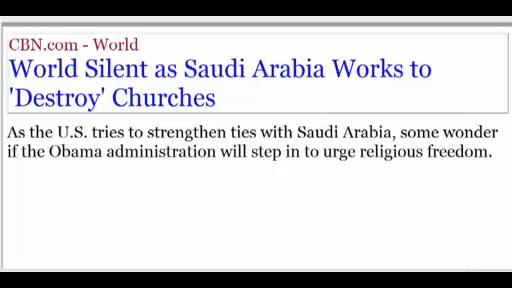 CBN.com - World
World Silent as Saudi Arabia Works to
'Destroy' Churches
As the U.S. tries to strengthen ties with Saudi Arabia, some wonder
if the Obama administration will step in to urge religious freedom.